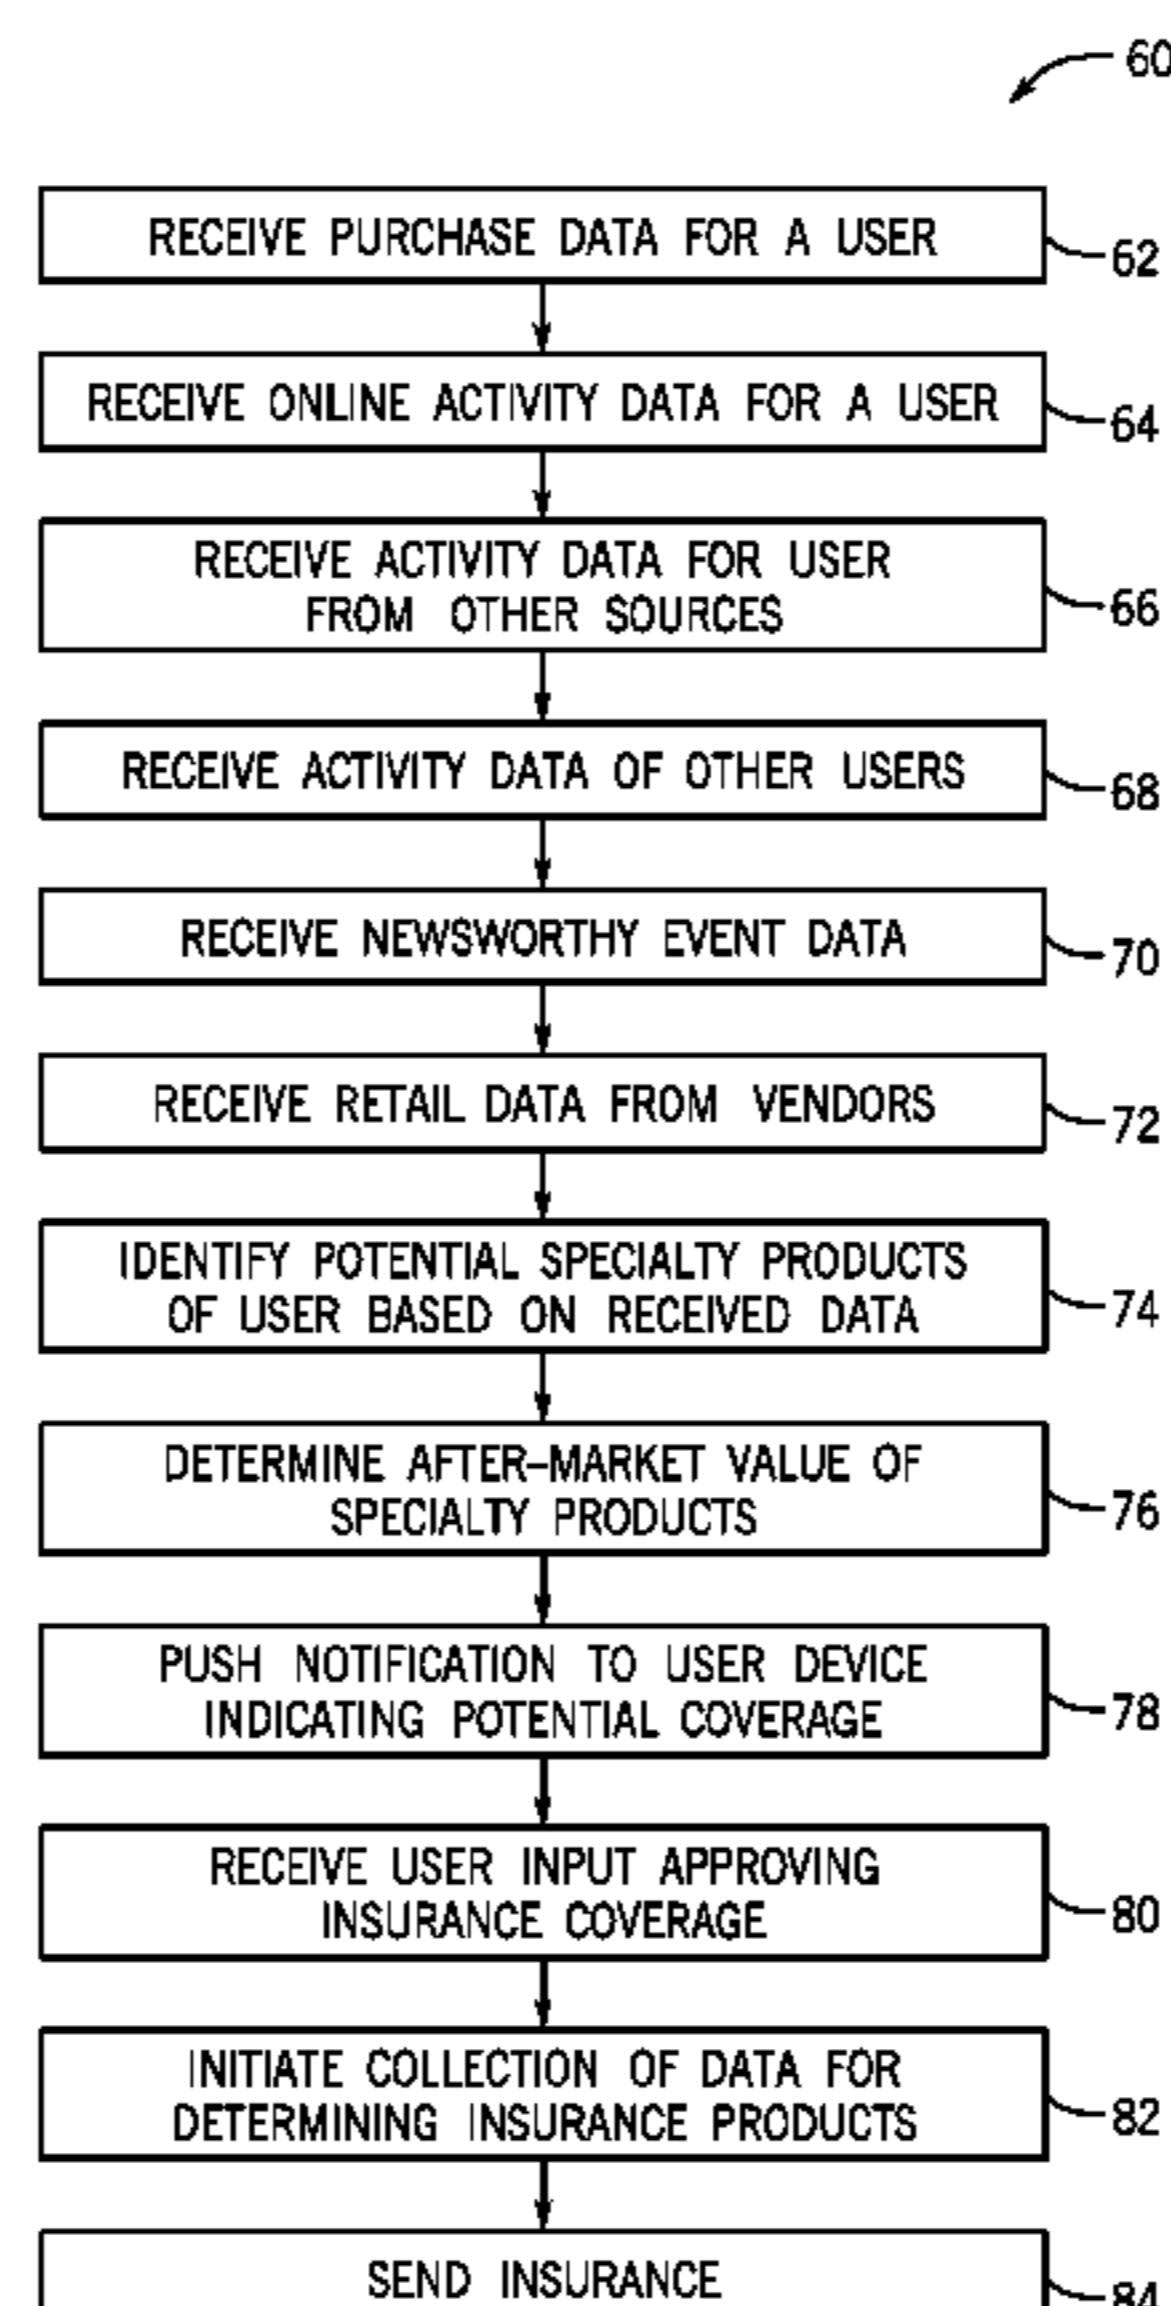 60
RECEIVE PURCHASE DATA FOR A USER
62
RECEIVE ONLINE ACTIVITY DATA FOR A USER
64
RECEIVE ACTIVITY DATA FOR USER
FROM OTHER SOURCES
66
RECEIVE ACTIVITY DATA OF OTHER USERS
68
RECEIVE NEWSWORTHY EVENT DATA
70
RECEIVE RETAIL DATA FROM VENDORS
72
IDENTIFY POTENTIAL SPECIALTY PRODUCTS
OF USER BASED ON RECEIVED DATA
74
DETERMINE AFTER–MARKET VALUE OF
SPECIALTY PRODUCTS
76
PUSH NOTIFICATION TO USER DEVICE
INDICATING POTENTIAL COVERAGE
78
RECEIVE USER INPUT APPROVING
INSURANCE COVERAGE
80
INITIATE COLLECTION OF DATA FOR
DETERMINING INSURANCE PRODUCTS
82
SEND INSURANCE
84